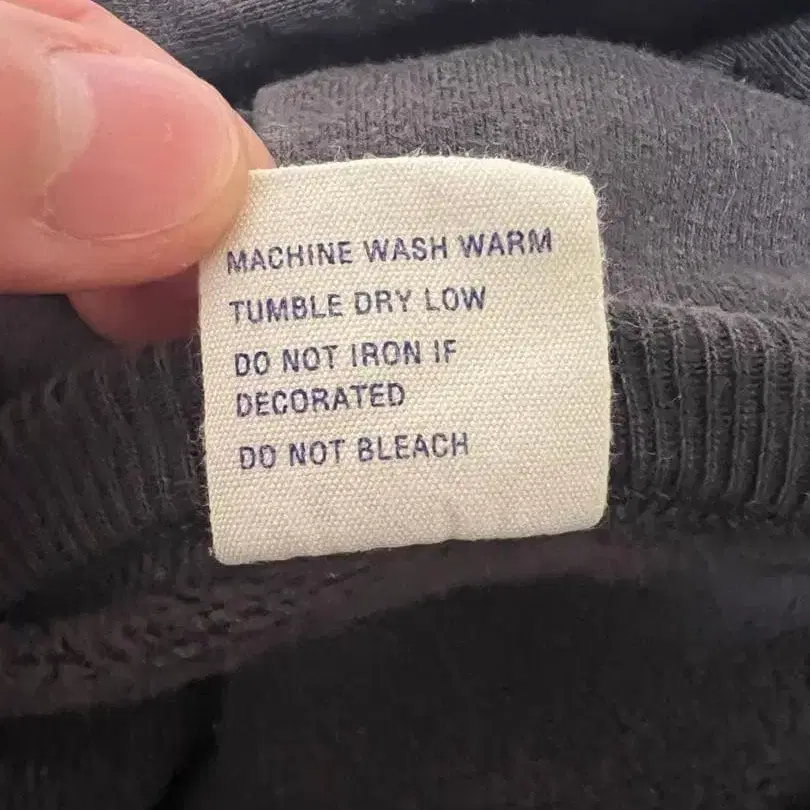 MACHINE WASH WARM
TUMBLE DRY LOW
DO NOT IRON IF
DECORATED
DO NOT BLEACH